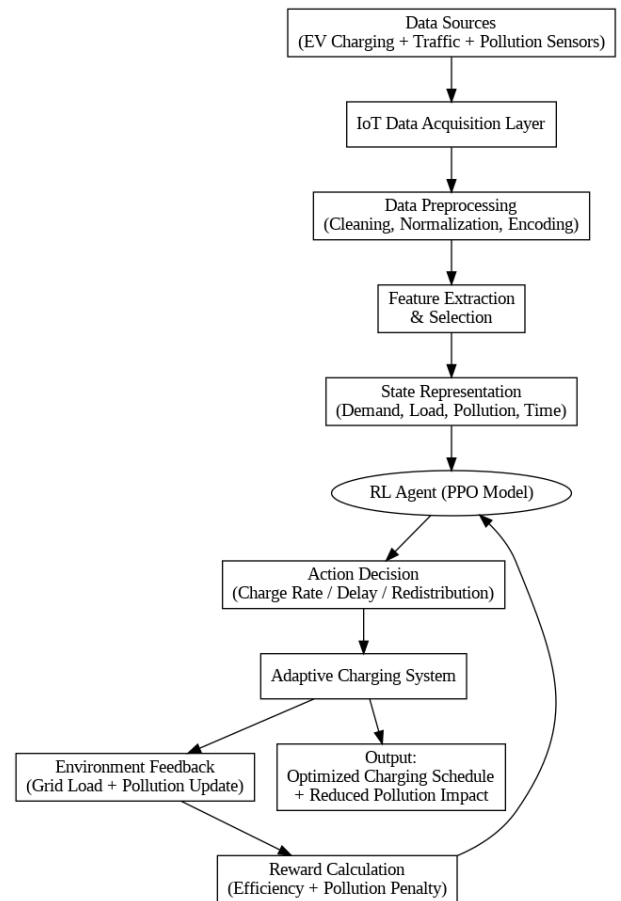 Data Sources
(EV Charging + Traffic + Pollution Sensors)
IoT Data Acquisition Layer
Data Preprocessing
(Cleaning, Normalization, Encoding)
Feature Extraction
& Selection
State Representation
(Demand, Load, Pollution, Time)
RL Agent (PPO Model)
Action Decision
(Charge Rate / Delay / Redistribution)
Adaptive Charging System
Environment Feedback
(Grid Load + Pollution Update)
Output:
Optimized Charging Schedule
+ Reduced Pollution Impact
Reward Calculation
(Efficiency + Pollution Penalty)